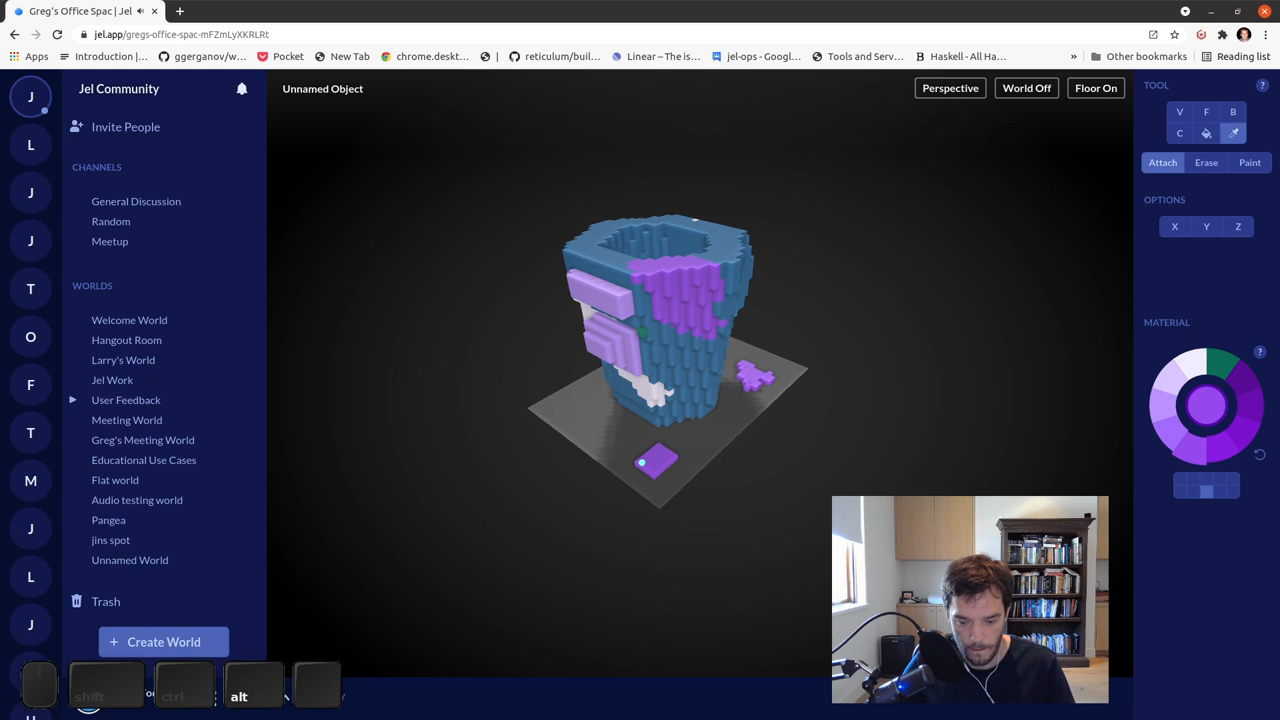 Greg's Office Spac | Jel
jel.app/gregs-office-spac-mFZmLyXKRLRt
Apps
Introduction |...
ggerganov/w...
Pocket
New Tab
chrome.deskt...
|
reticulum/buil...
Linear – The is...
jel-ops - Googl...
Tools and Serv...
Haskell - All Ha...
»
Other bookmarks
Reading list
J
L
J
J
T
O
F
T
M
J
L
J
Jel Community
Invite People
CHANNELS
General Discussion
Random
Meetup
WORLDS
Welcome World
Hangout Room
Larry's World
Jel Work
User Feedback
Meeting World
Greg's Meeting World
Educational Use Cases
Flat world
Audio testing world
Pangea
jins spot
Unnamed World
Trash
+ Create World
shift
ctrl
alt
Unnamed Object
Perspective
World Off
Floor On
TOOL
?
V F B
C
Attach Erase Paint
OPTIONS
X Y Z
MATERIAL
?